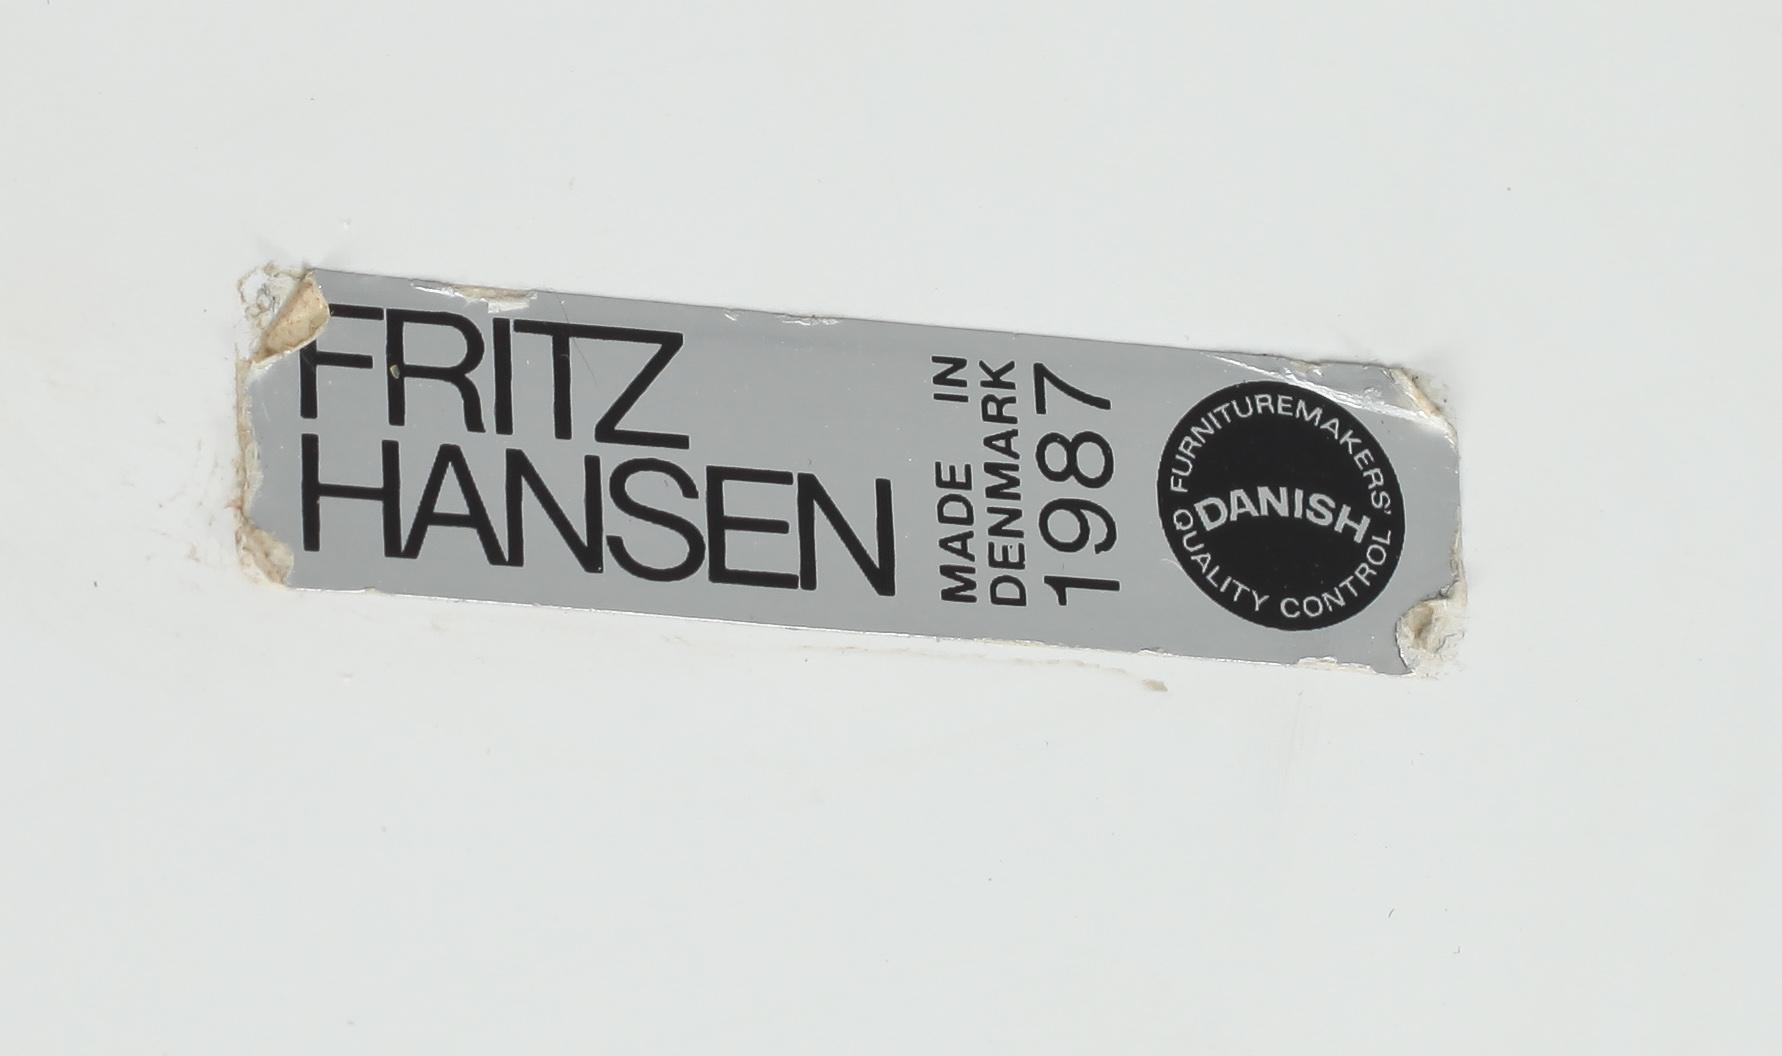 FRITZ
HANSEN
MADE IN
DENMARK
1987
FURNITUREMAKERS'
DANISH
QUALITY CONTROL